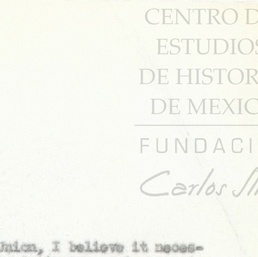 CENTRO D
ESTUDIOS
DE HISTOR
DE MEXIC
FUNDACI
Carlos Sl
Union, I believe it neces-